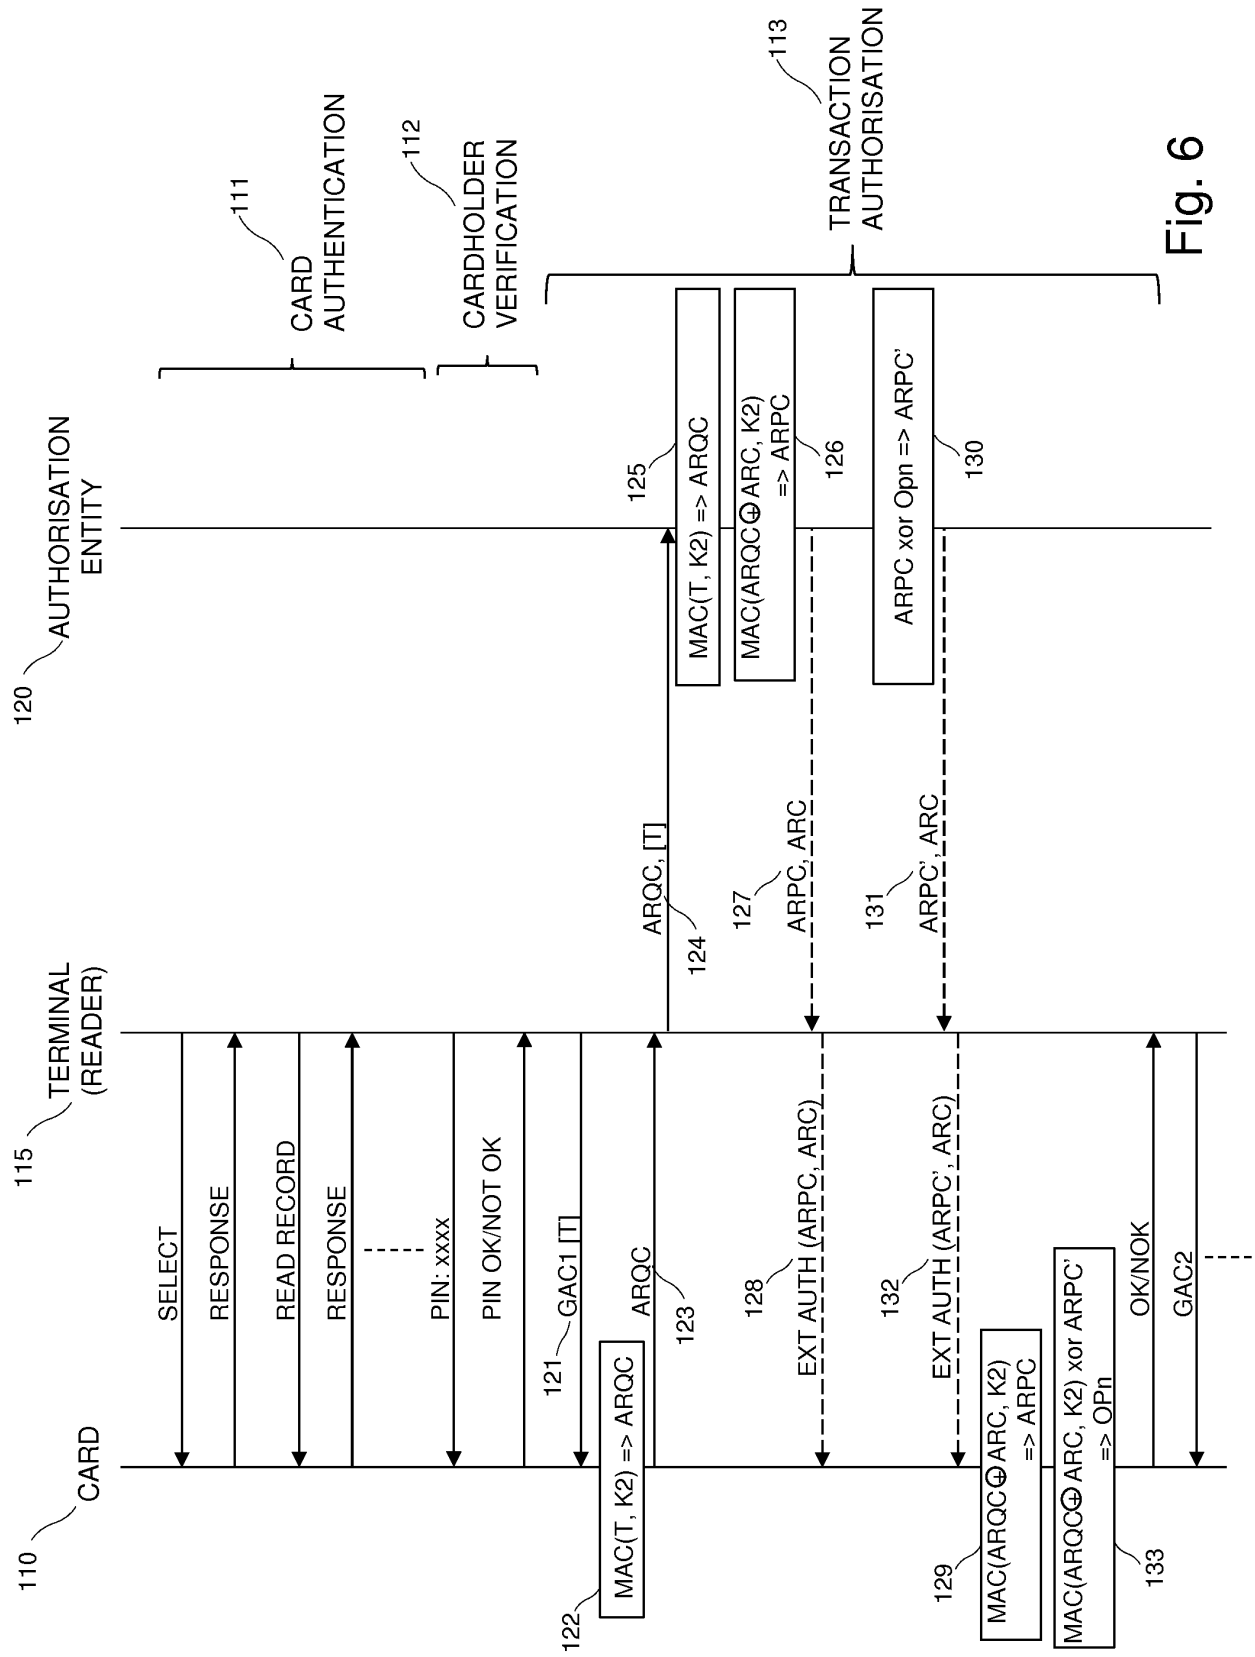 110
CARD
115
TERMINAL
(READER)
120
AUTHORISATION
ENTITY
111
CARD
AUTHENTICATION
112
CARDHOLDER
VERIFICATION
113
TRANSACTION
AUTHORISATION
SELECT
RESPONSE
READ RECORD
RESPONSE
PIN: xxxx
PIN OK/NOT OK
121
GAC1 [T]
122
MAC(T, K2) => ARQC
ARQC
123
ARQC, [T]
124
125
MAC(T, K2) => ARQC
MAC(ARQC⊕ARC, K2)
=> ARPC
126
127
ARPC, ARC
128
EXT AUTH (ARPC, ARC)
ARPC xor Opn => ARPC’
130
131
ARPC’, ARC
132
EXT AUTH (ARPC’, ARC)
129
MAC(ARQC⊕ARC, K2)
=> ARPC
MAC(ARQC⊕ARC, K2) xor ARPC’
=> OPn
133
OK/NOK
GAC2
Fig. 6